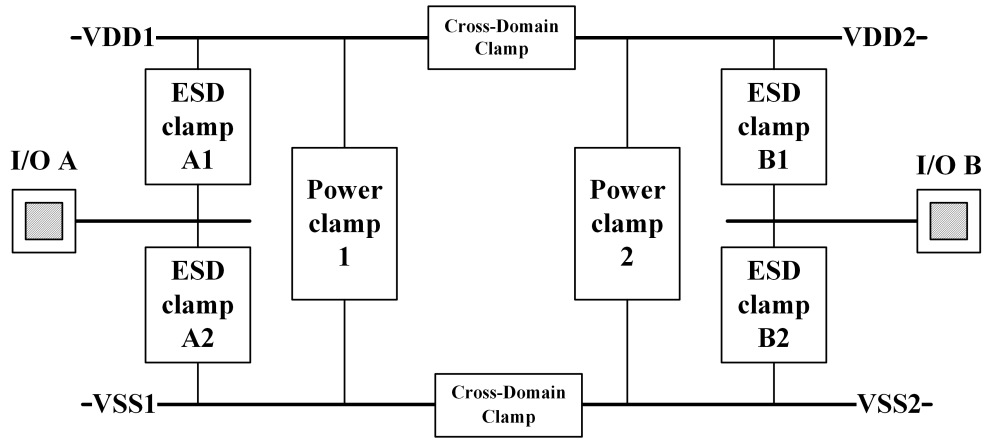 VDD1
Cross-Domain
Clamp
VDD2
ESD
clamp
A1
ESD
clamp
B1
I/O A
I/O B
Power
clamp
1
Power
clamp
2
ESD
clamp
A2
ESD
clamp
B2
VSS1
Cross-Domain
Clamp
VSS2